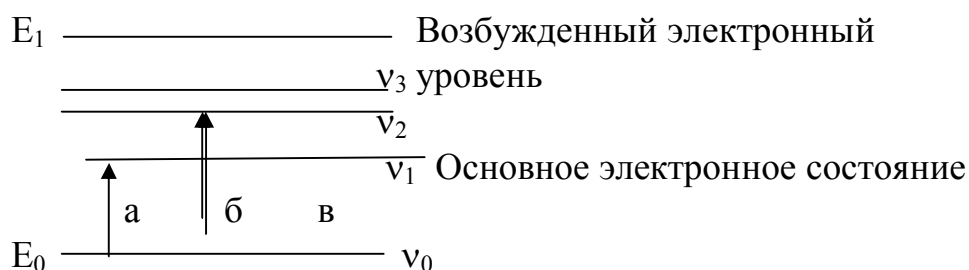 E₁ Возбужденный электронный
ν₃ уровень
ν₂
ν₁ Основное электронное состояние
а б в
E₀ ν₀